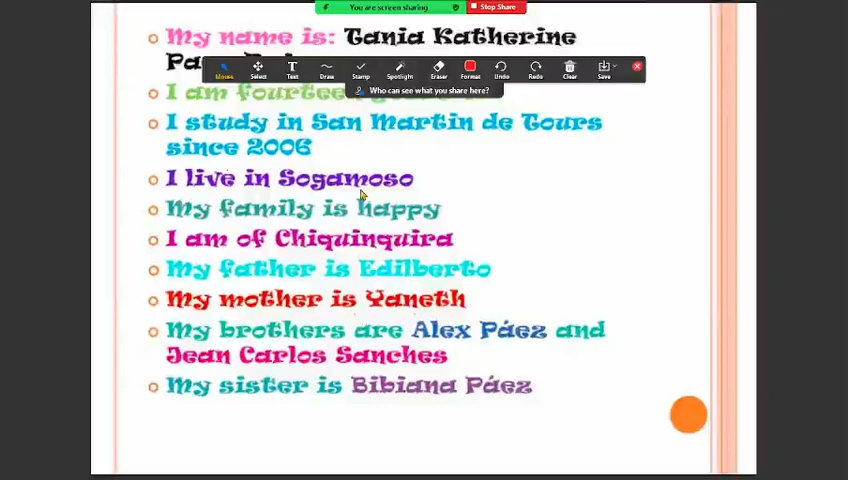 You are screen sharing Stop Share
My name is: Tania Katherine
Mouse Select Text Draw Stamp Spotlight Eraser Format Undo Redo Clear Save
Who can see what you share here?
I am fourteen
I study in San Martin de Tours
since 2006
I live in Sogamoso
My family is happy
I am of Chiquinquira
My father is Edilberto
My mother is Yaneth
My brothers are Alex Páez and
Jean Carlos Sanches
My sister is Bibiana Páez